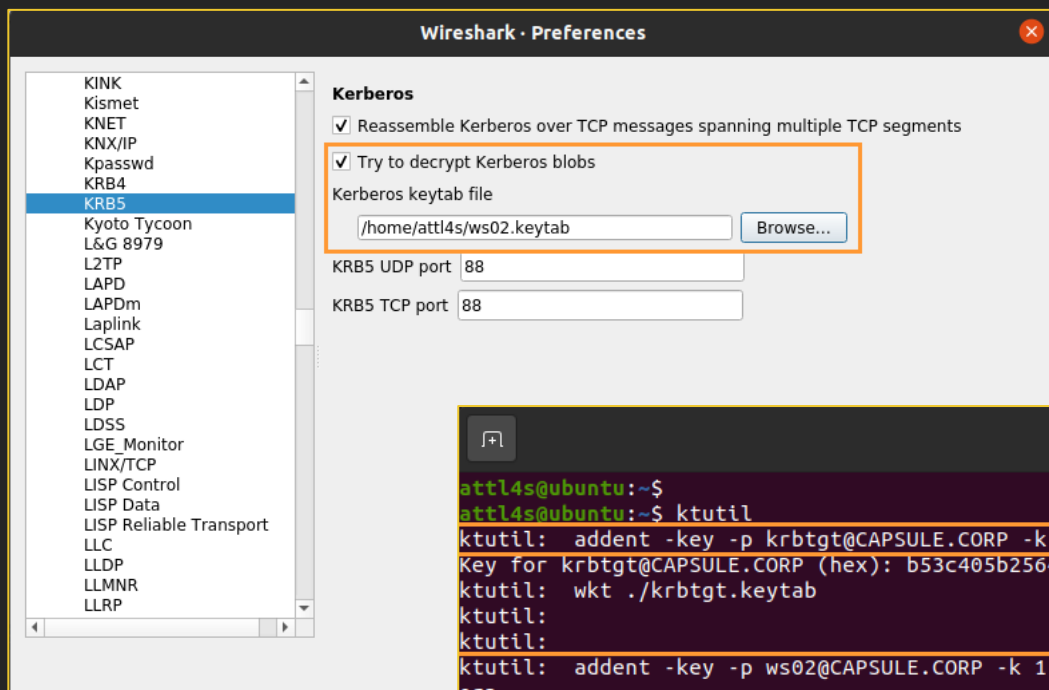 Wireshark · Preferences
KINK
Kismet
KNET
KNX/IP
Kpasswd
KRB4
KRB5
Kyoto Tycoon
L&G 8979
L2TP
LAPD
LAPDm
Laplink
LCSAP
LCT
LDAP
LDP
LDSS
LGE_Monitor
LINX/TCP
LISP Control
LISP Data
LISP Reliable Transport
LLC
LLDP
LLMNR
LLRP
Kerberos
Reassemble Kerberos over TCP messages spanning multiple TCP segments
Try to decrypt Kerberos blobs
Kerberos keytab file
/home/attl4s/ws02.keytab
Browse...
KRB5 UDP port 88
KRB5 TCP port 88
attl4s@ubuntu:~$
attl4s@ubuntu:~$ ktutil
ktutil:  addent -key -p krbtgt@CAPSULE.CORP -k
Key for krbtgt@CAPSULE.CORP (hex): b53c405b256
ktutil:  wkt ./krbtgt.keytab
ktutil:
ktutil:
ktutil:  addent -key -p ws02@CAPSULE.CORP -k 1